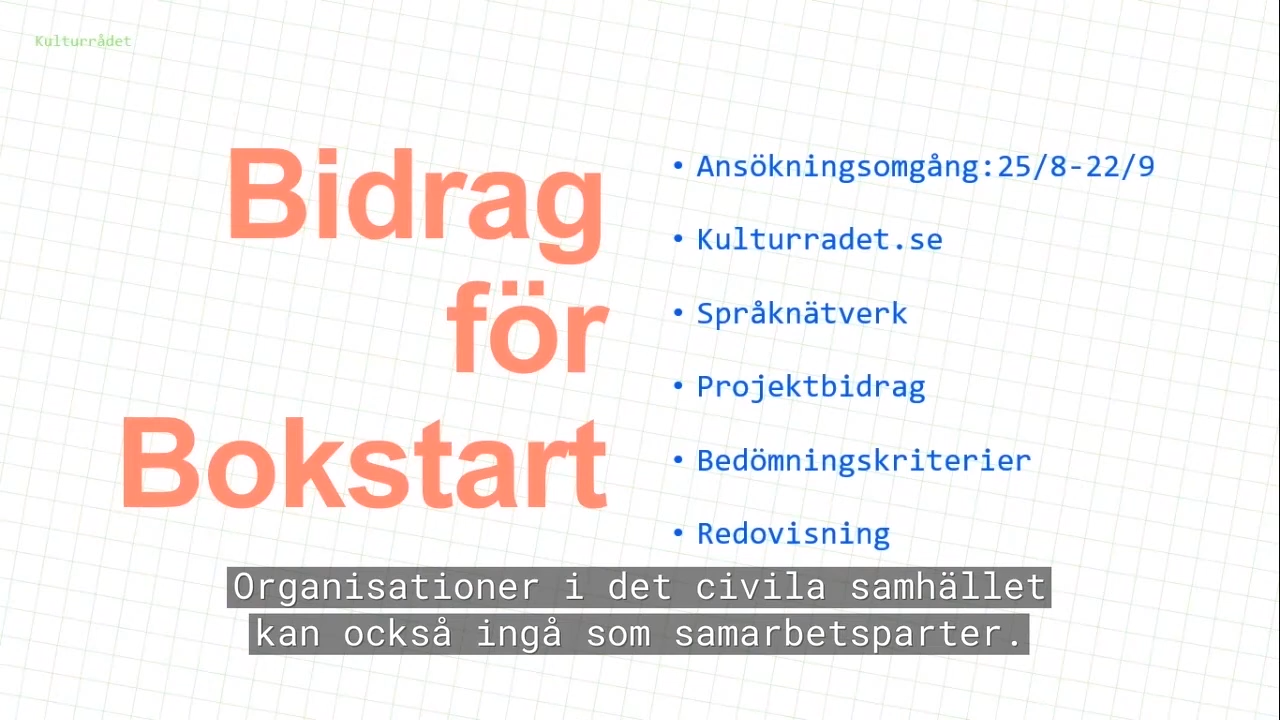 Kulturrådet
Bidrag
för
Bokstart
• Ansökningsomgång:25/8-22/9
• Kulturradet.se
• Språknätverk
• Projektbidrag
• Bedömningskriterier
• Redovisning
Organisationer i det civila samhället
kan också ingå som samarbetsparter.